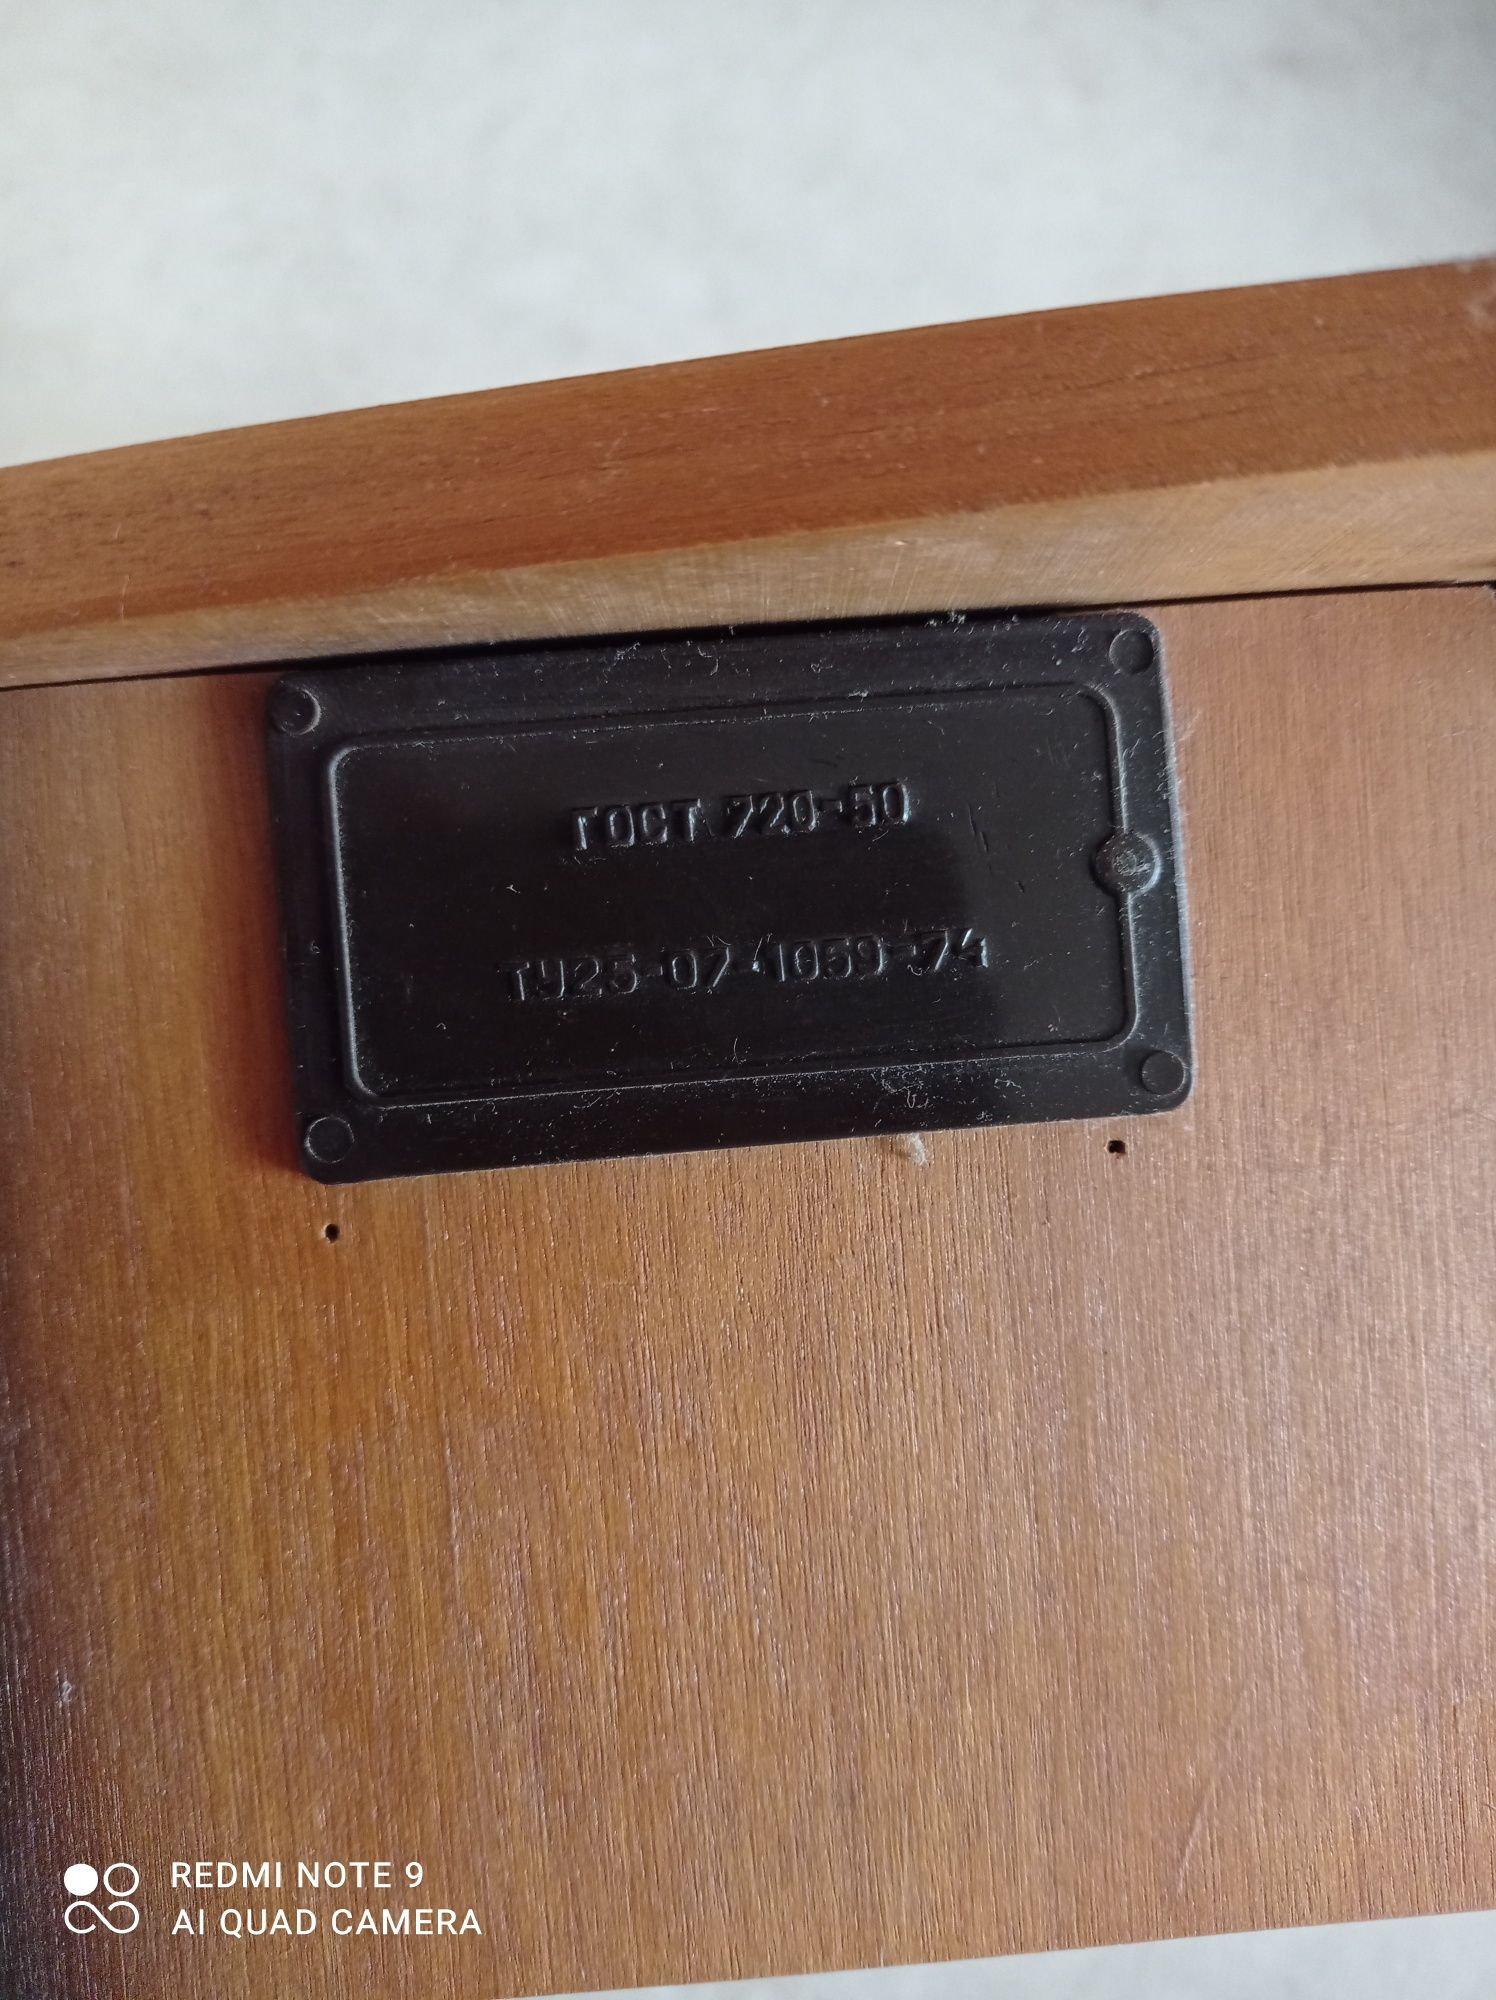 ГОСТ 720-50
ТУ25-07-1059-74
REDMI NOTE 9
AI QUAD CAMERA